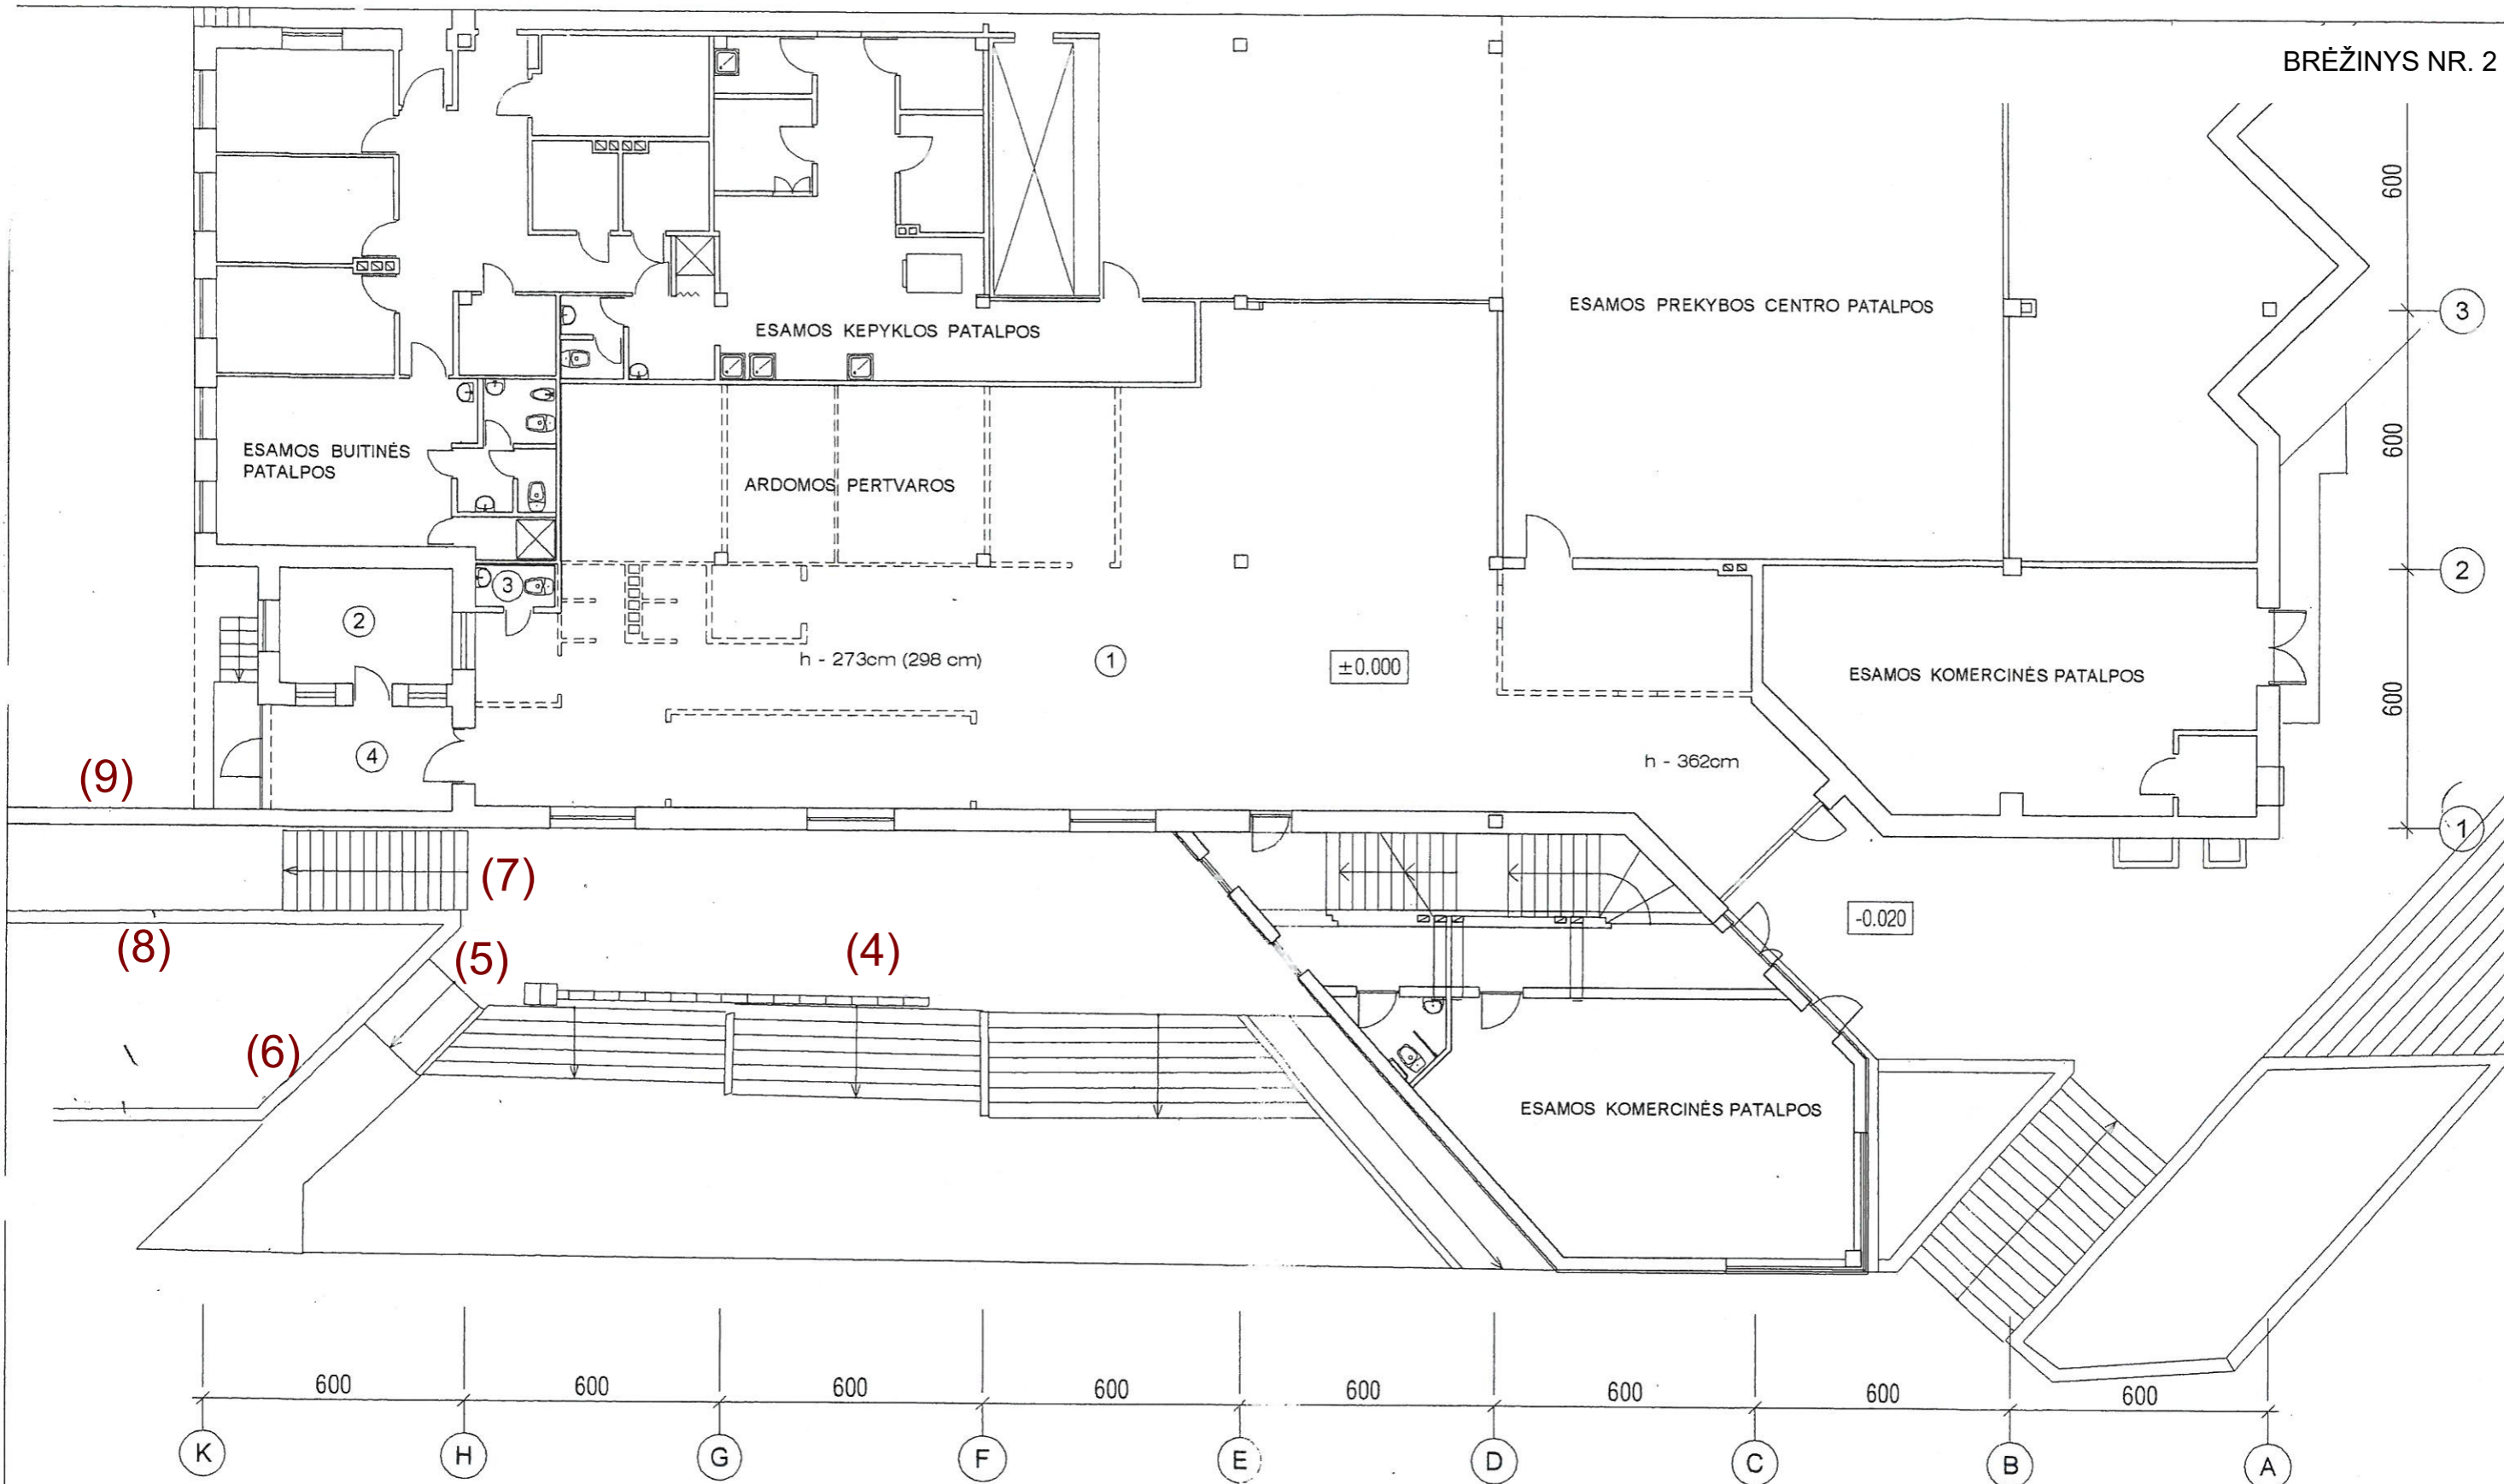 BRĖŽINYS NR. 2
600
ESAMOS PREKYBOS CENTRO PATALPOS
3
ESAMOS KEPYKLOS PATALPOS
600
ESAMOS BUITINĖS
PATALPOS
ARDOMOS PERTVAROS
2
3
2
h - 273cm (298 cm)
1
±0.000
ESAMOS KOMERCINĖS PATALPOS
600
4
h - 362cm
(9)
1
(7)
-0.020
(8)
(5)
(4)
(6)
ESAMOS KOMERCINĖS PATALPOS
600
600
600
600
600
600
600
600
K
H
G
F
E
D
C
B
A